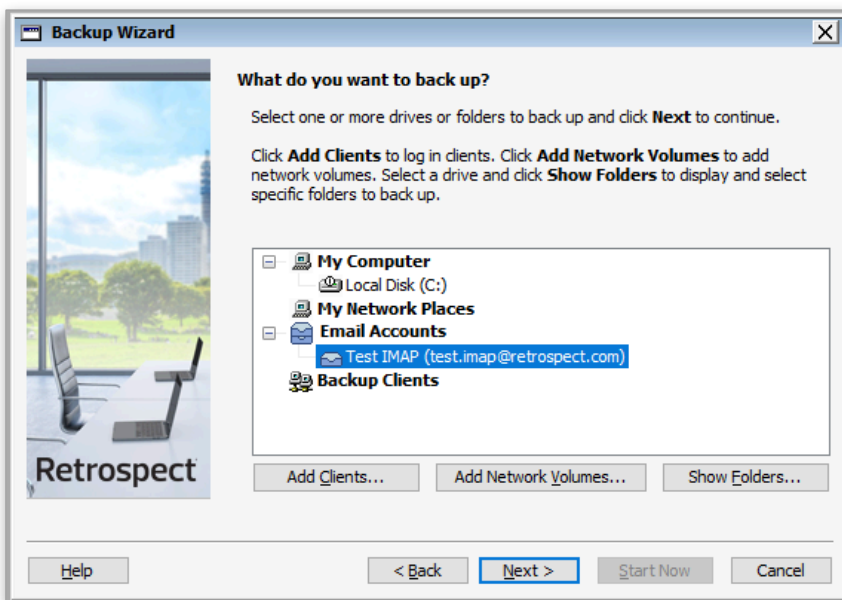 Backup Wizard
What do you want to back up?
Select one or more drives or folders to back up and click Next to continue.
Click Add Clients to log in clients. Click Add Network Volumes to add
network volumes. Select a drive and click Show Folders to display and select
specific folders to back up.
My Computer
Local Disk (C:)
My Network Places
Email Accounts
Test IMAP (test.imap@retrospect.com)
Backup Clients
Retrospect
Add Clients...
Add Network Volumes...
Show Folders...
Help
< Back
Next >
Start Now
Cancel